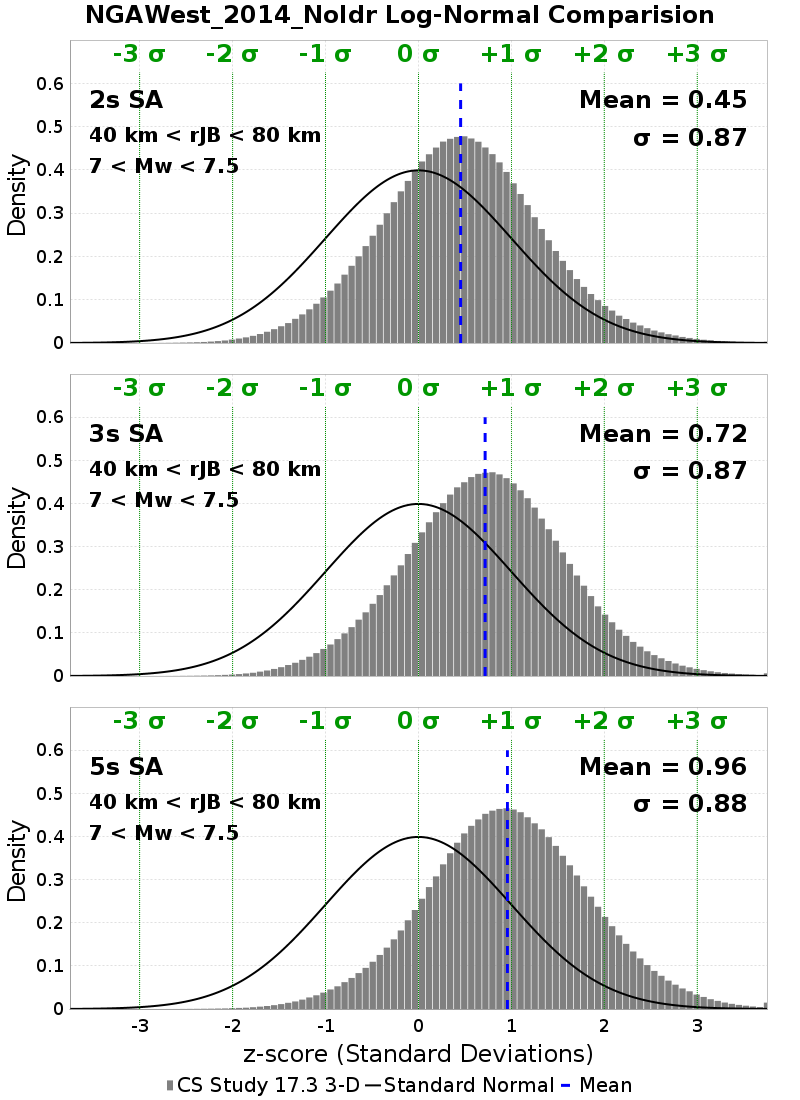 NGAWest_2014_NoIdr Log-Normal Comparision
-3 σ -2 σ -1 σ 0 σ +1 σ +2 σ +3 σ
0.6
2s SA Mean = 0.45
0.5
40 km < rJB < 80 km σ = 0.87
7 < Mw < 7.5
0.4
0.3
0.2
0.1
0
Density
-3 σ -2 σ -1 σ 0 σ +1 σ +2 σ +3 σ
0.6
3s SA Mean = 0.72
0.5
40 km < rJB < 80 km σ = 0.87
7 < Mw < 7.5
0.4
0.3
0.2
0.1
0
Density
-3 σ -2 σ -1 σ 0 σ +1 σ +2 σ +3 σ
0.6
5s SA Mean = 0.96
0.5
40 km < rJB < 80 km σ = 0.88
7 < Mw < 7.5
0.4
0.3
0.2
0.1
0
Density
-3 -2 -1 0 1 2 3
z-score (Standard Deviations)
CS Study 17.3 3-D Standard Normal Mean